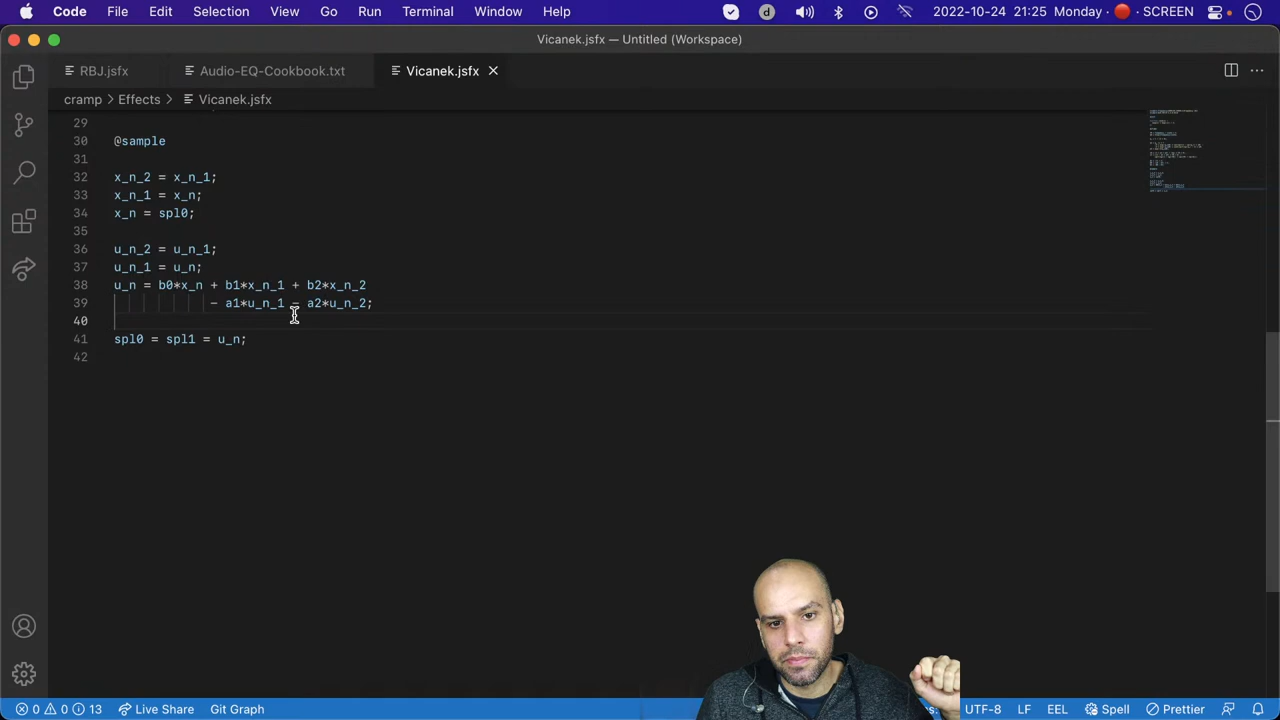 Code File Edit Selection View Go Run Terminal Window Help 2022-10-24 21:25 Monday SCREEN
Vicanek.jsfx — Untitled (Workspace)
RBJ.jsfx Audio-EQ-Cookbook.txt Vicanek.jsfx
cramp > Effects > Vicanek.jsfx
29
30 @sample
31
32 x_n_2 = x_n_1;
33 x_n_1 = x_n;
34 x_n = spl0;
35
36 u_n_2 = u_n_1;
37 u_n_1 = u_n;
38 u_n = b0*x_n + b1*x_n_1 + b2*x_n_2
39 - a1*u_n_1 - a2*u_n_2;
40
41 spl0 = spl1 = u_n;
42
0 0 13 Live Share Git Graph UTF-8 LF EEL Spell Prettier